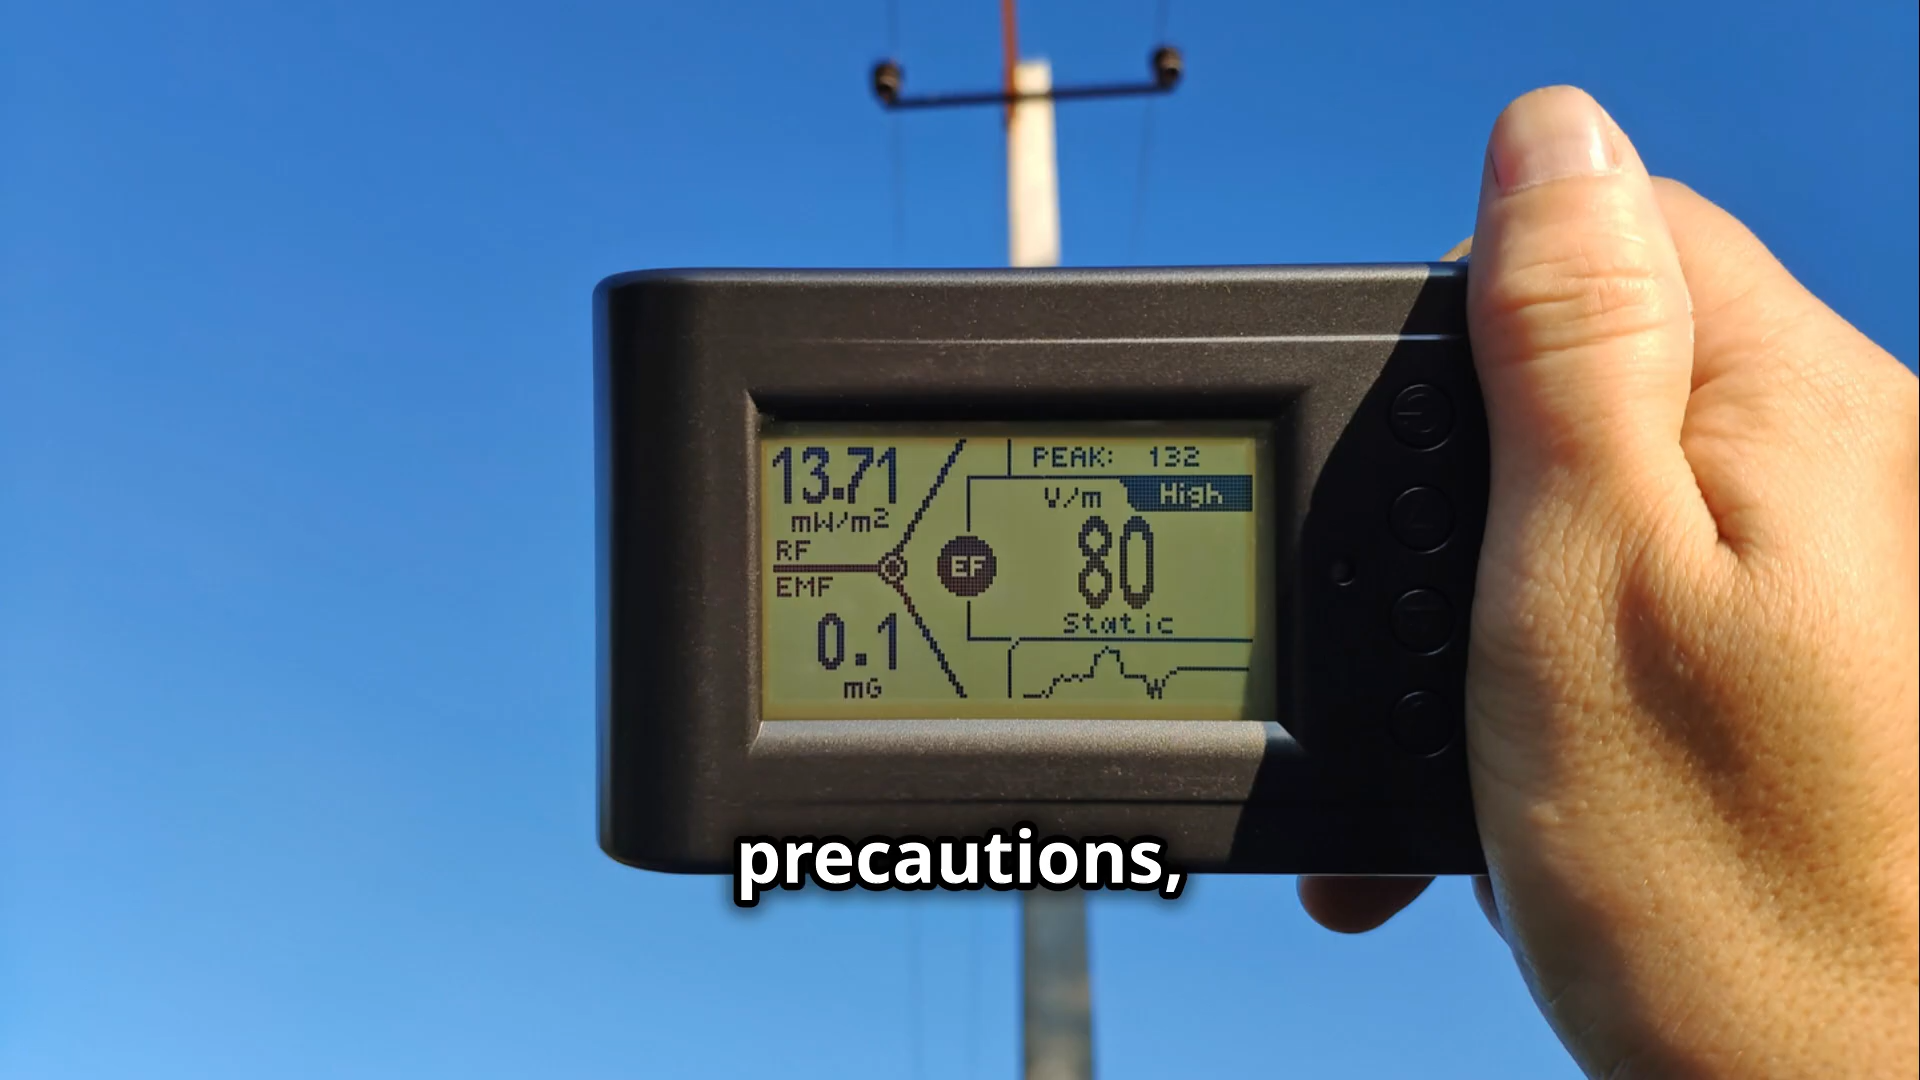 13.71
mW/m²
RF
EMF
0.1
mG
EF
PEAK: 132
V/m
High
80
Static
precautions,